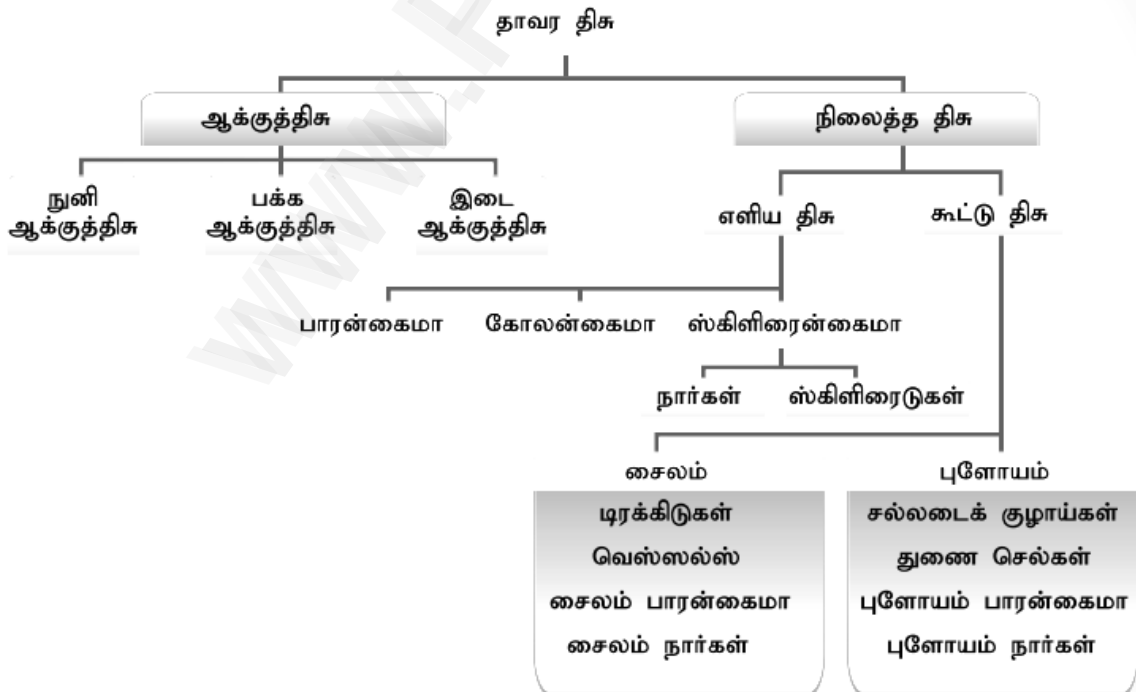 தாவர திசு
ஆக்குத்திசு
நிலைத்த திசு
நுனி
ஆக்குத்திசு
பக்க
ஆக்குத்திசு
இடை
ஆக்குத்திசு
எளிய திசு
கூட்டு திசு
பாரன்கைமா
கோலன்கைமா
ஸ்கிளிரைன்கைமா
நார்கள்
ஸ்கிளிரைடுகள்
சைலம்
டிரக்கிடுகள்
வெஸ்ஸல்ஸ்
சைலம் பாரன்கைமா
சைலம் நார்கள்
புளோயம்
சல்லடைக் குழாய்கள்
துணை செல்கள்
புளோயம் பாரன்கைமா
புளோயம் நார்கள்